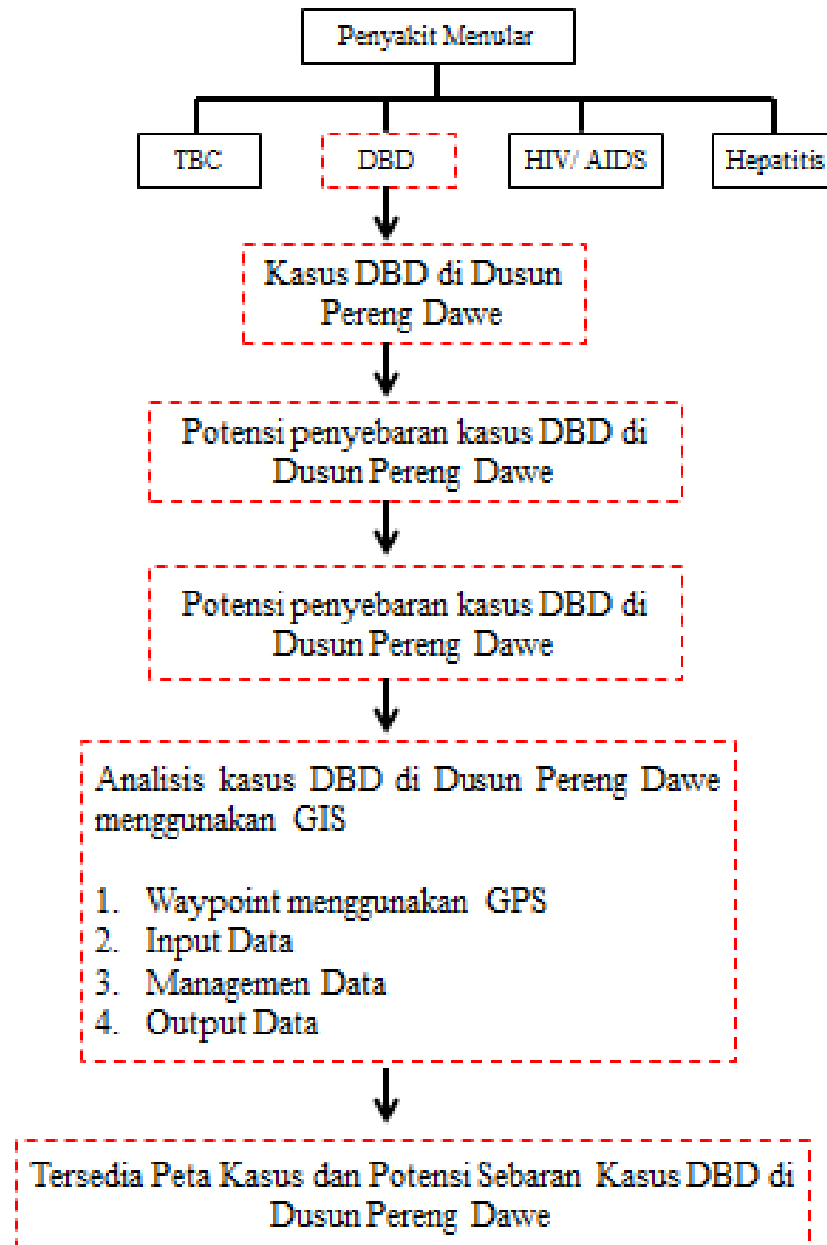 Penyakit Menular
TBC
DBD
HIV/ AIDS
Hepatitis
Kasus DBD di Dusun
Pereng Dawe
Potensi penyebaran kasus DBD di
Dusun Pereng Dawe
Potensi penyebaran kasus DBD di
Dusun Pereng Dawe
Analisis kasus DBD di Dusun Pereng Dawe
menggunakan GIS
1. Waypoint menggunakan GPS
2. Input Data
3. Managemen Data
4. Output Data
Tersedia Peta Kasus dan Potensi Sebaran Kasus DBD di
Dusun Pereng Dawe